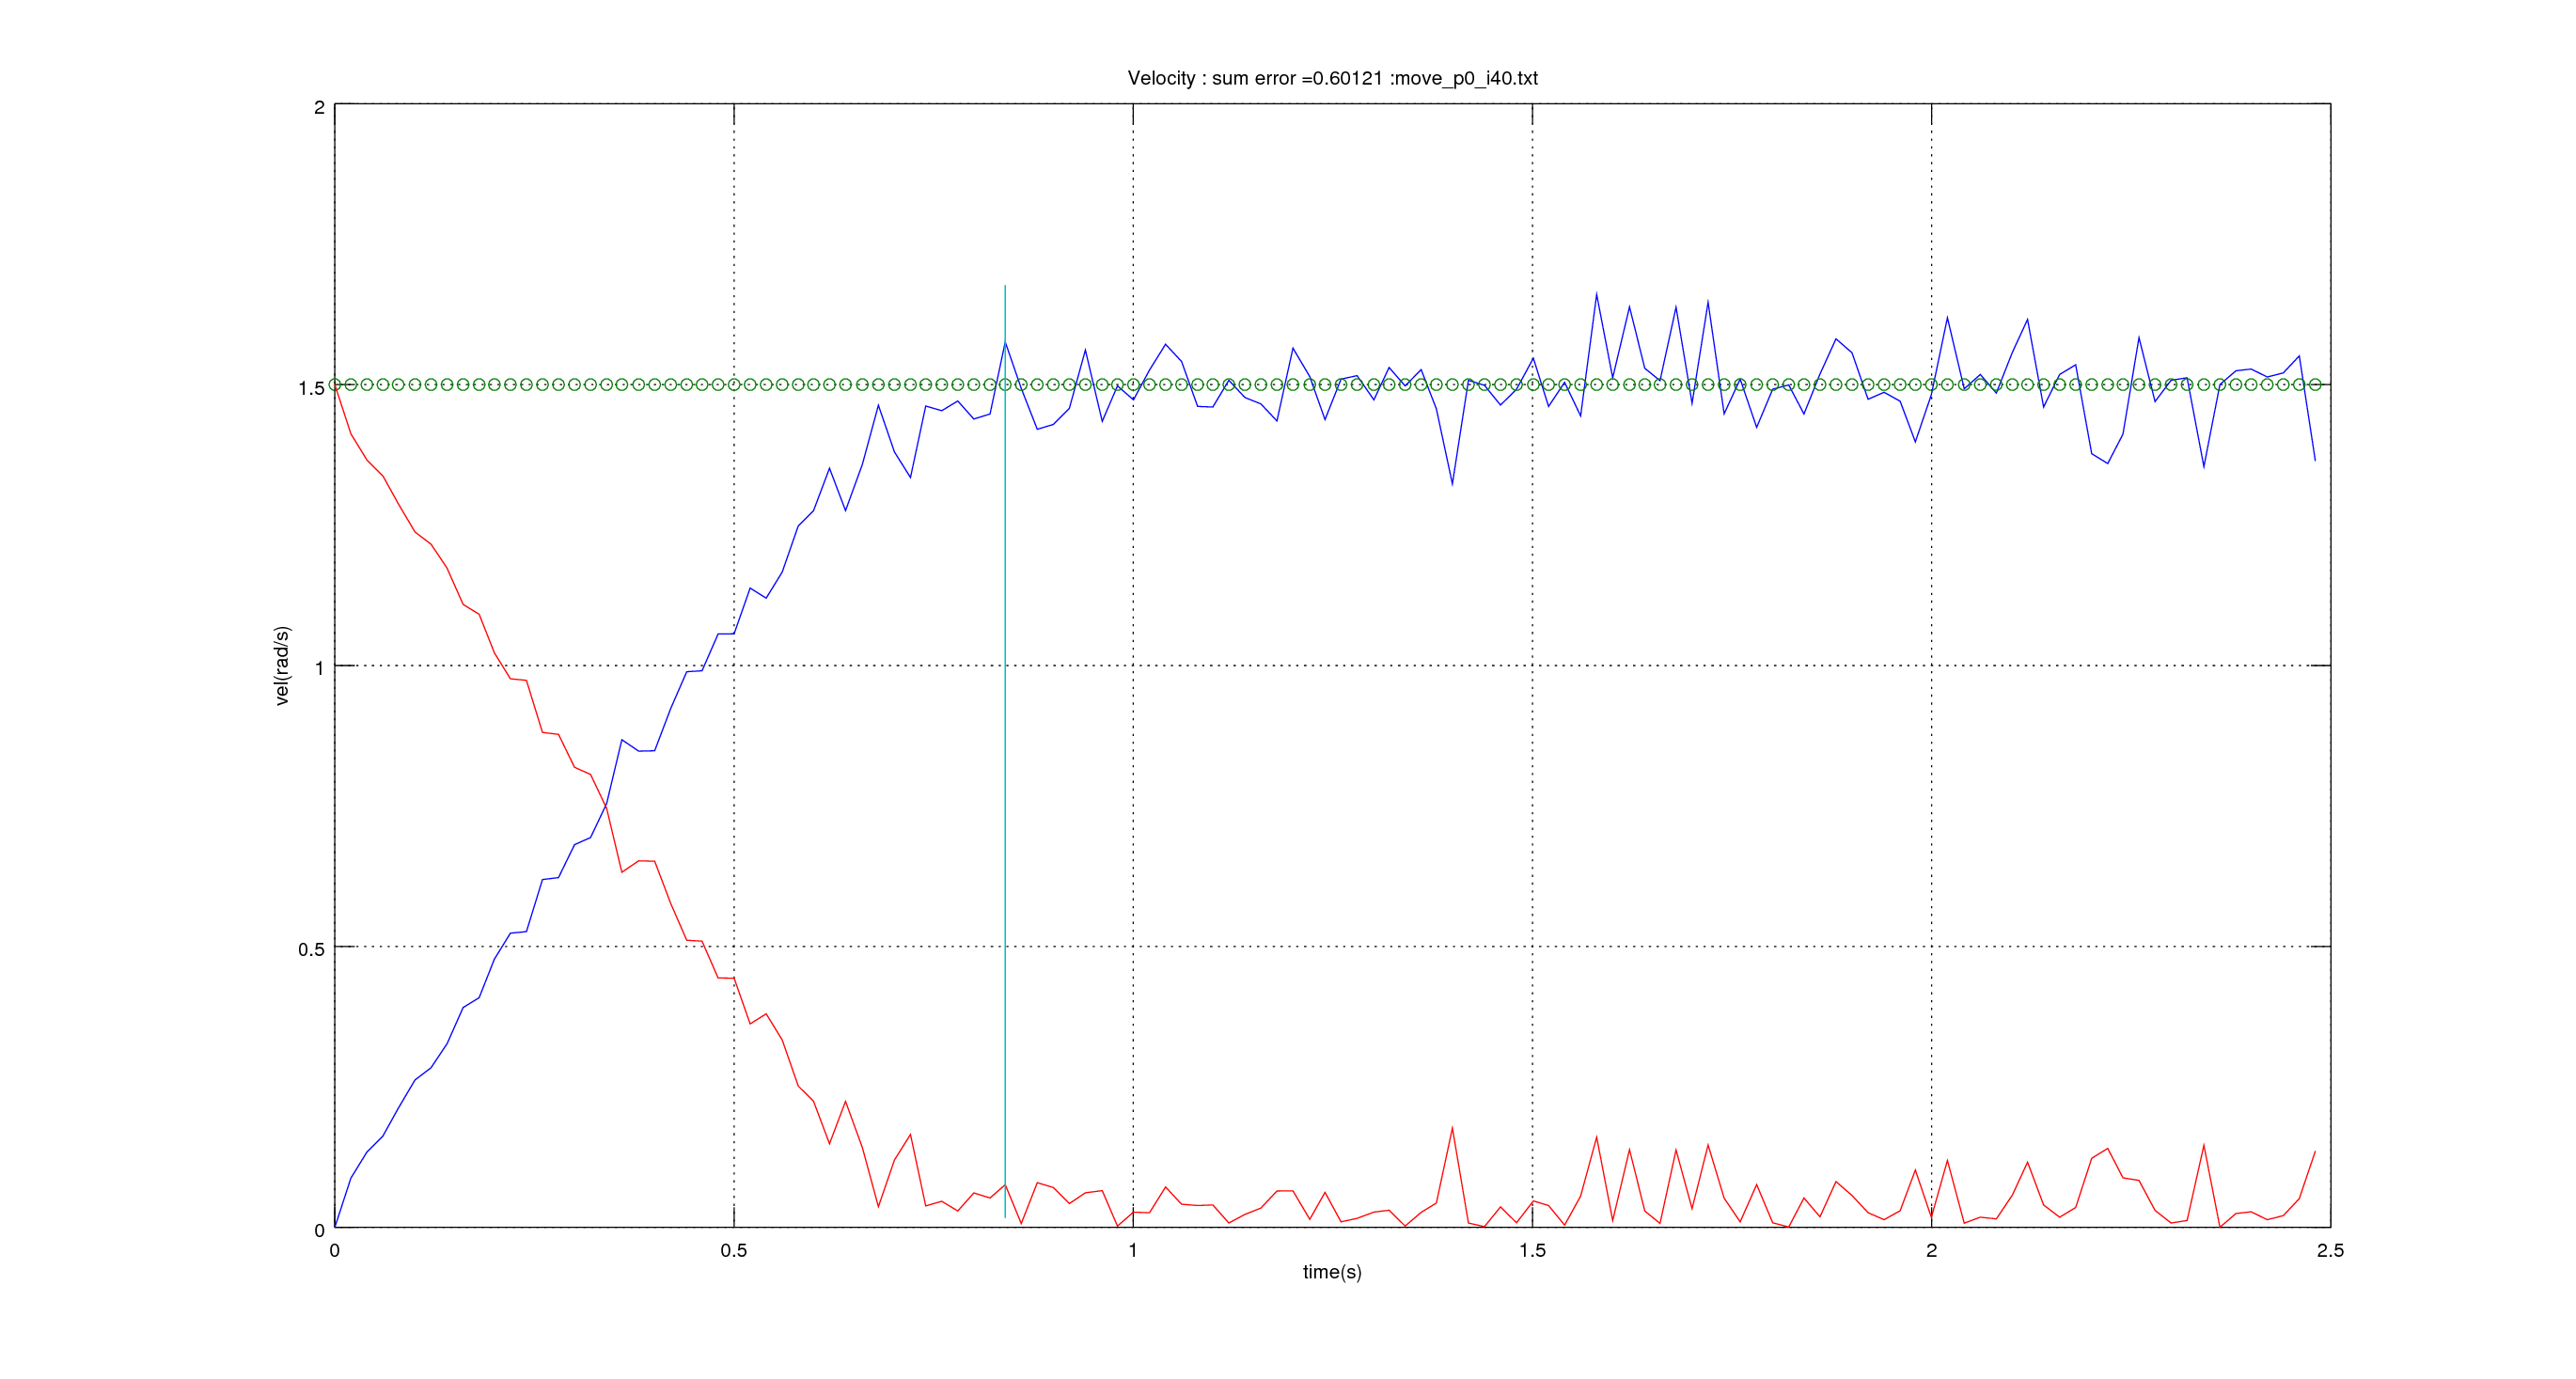 Velocity : sum error =0.60121 :move_p0_i40.txt
2
1.5
1
0.5
0
vel(rad/s)
0 0.5 1 1.5 2 2.5
time(s)